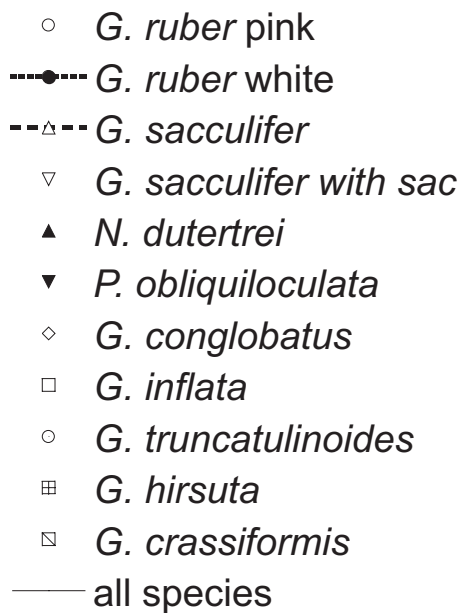 G. ruber pink
G. ruber white
G. sacculifer
G. sacculifer with sac
N. dutertrei
P. obliquiloculata
G. conglobatus
G. inflata
G. truncatulinoides
G. hirsuta
G. crassiformis
all species